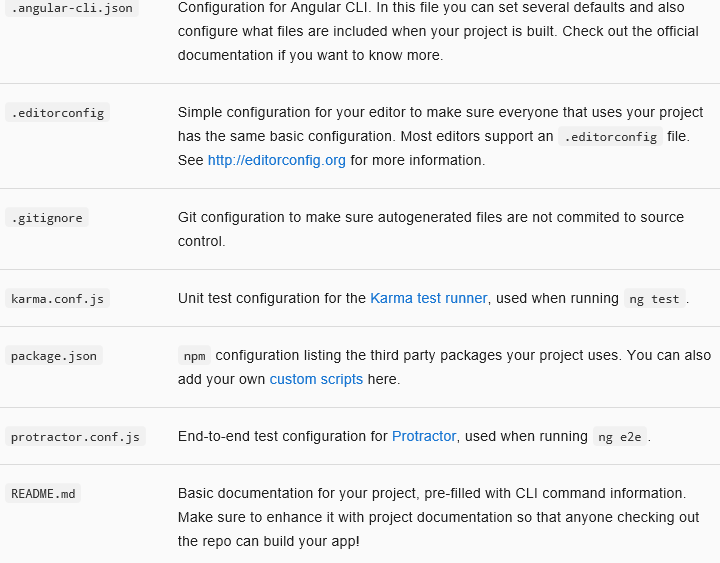 .angular-cli.json Configuration for Angular CLI. In this file you can set several defaults and also
configure what files are included when your project is built. Check out the official
documentation if you want to know more.
.editorconfig Simple configuration for your editor to make sure everyone that uses your project
has the same basic configuration. Most editors support an .editorconfig file.
See http://editorconfig.org for more information.
.gitignore Git configuration to make sure autogenerated files are not commited to source
control.
karma.conf.js Unit test configuration for the Karma test runner, used when running ng test .
package.json npm configuration listing the third party packages your project uses. You can also
add your own custom scripts here.
protractor.conf.js End-to-end test configuration for Protractor, used when running ng e2e .
README.md Basic documentation for your project, pre-filled with CLI command information.
Make sure to enhance it with project documentation so that anyone checking out
the repo can build your app!